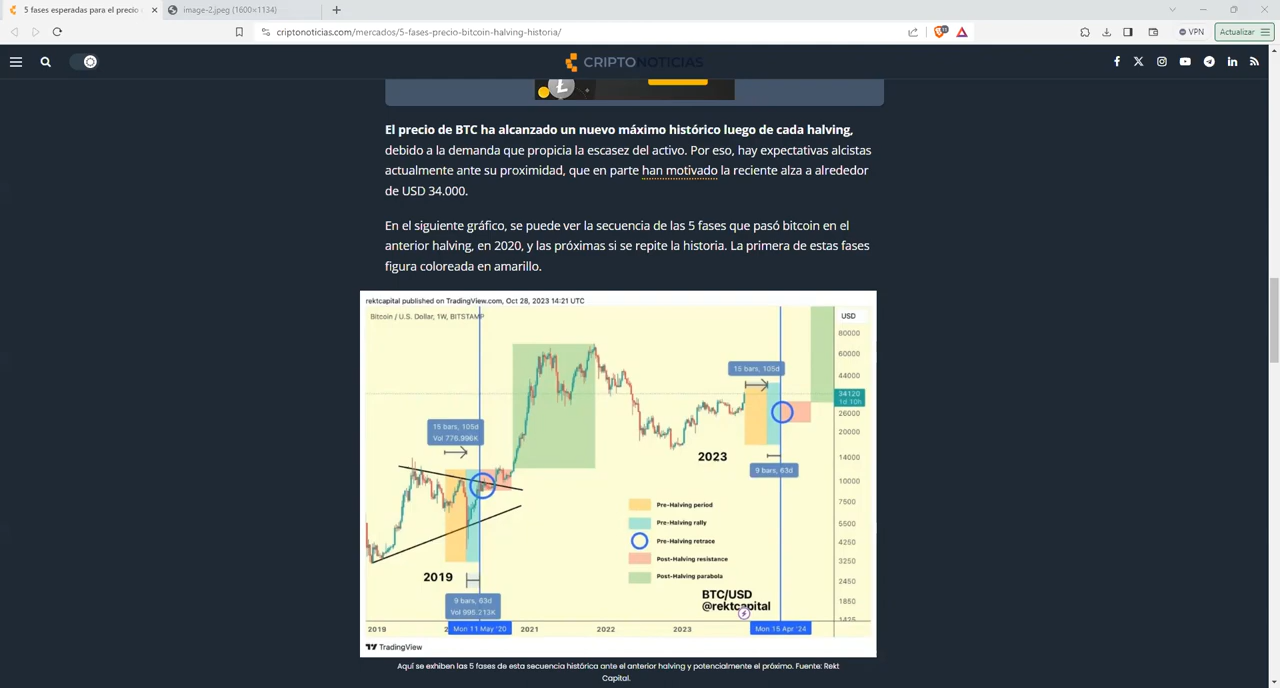 5 fases esperadas para el precio
image-2.jpeg (1600×1134)
criptonoticias.com/mercados/5-fases-precio-bitcoin-halving-historia/
VPN
Actualizar
CRIPTONOTICIAS
El precio de BTC ha alcanzado un nuevo máximo histórico luego de cada halving,
debido a la demanda que propicia la escasez del activo. Por eso, hay expectativas alcistas
actualmente ante su proximidad, que en parte han motivado la reciente alza a alrededor
de USD 34.000.
En el siguiente gráfico, se puede ver la secuencia de las 5 fases que pasó bitcoin en el
anterior halving, en 2020, y las próximas si se repite la historia. La primera de estas fases
figura coloreada en amarillo.
rektcapital published on TradingView.com, Oct 28, 2023 14:21 UTC
Bitcoin / U.S. Dollar, 1W, BITSTAMP
USD
80000
60000
15 bars, 105d
44000
34120
1d 10h
26000
15 bars, 105d
Vol 776.996K
20000
2023
14000
9 bars, 63d
10000
Pre-Halving period
7500
Pre-Halving rally
5500
Pre-Halving retrace
4250
Post-Halving resistance
3250
Post-Halving parabola
2019
2450
BTC/USD
@rektcapital
9 bars, 63d
Vol 995.213K
1850
1425
2019
Mon 11 May '20
2021
2022
2023
Mon 15 Apr '24
TradingView
Aquí se exhiben las 5 fases de esta secuencia histórica ante el anterior halving y potencialmente el próximo. Fuente: Rekt
Capital.